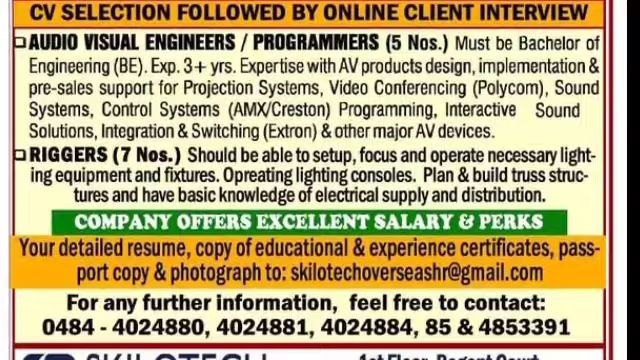 CV SELECTION FOLLOWED BY ONLINE CLIENT INTERVIEW
AUDIO VISUAL ENGINEERS / PROGRAMMERS (5 Nos.) Must be Bachelor of
Engineering (BE). Exp. 3+ yrs. Expertise with AV products design, implementation &
pre-sales support for Projection Systems, Video Conferencing (Polycom), Sound
Systems, Control Systems (AMX/Creston) Programming, Interactive Sound
Solutions, Integration & Switching (Extron) & other major AV devices.
RIGGERS (7 Nos.) Should be able to setup, focus and operate necessary light-
ing equipment and fixtures. Opreating lighting consoles. Plan & build truss struc-
tures and have basic knowledge of electrical supply and distribution.
COMPANY OFFERS EXCELLENT SALARY & PERKS
Your detailed resume, copy of educational & experience certificates, pass-
port copy & photograph to: skilotechoverseashr@gmail.com
For any further information, feel free to contact:
0484 - 4024880, 4024881, 4024884, 85 & 4853391
SKILOTECH 1st Floor, Regent Court